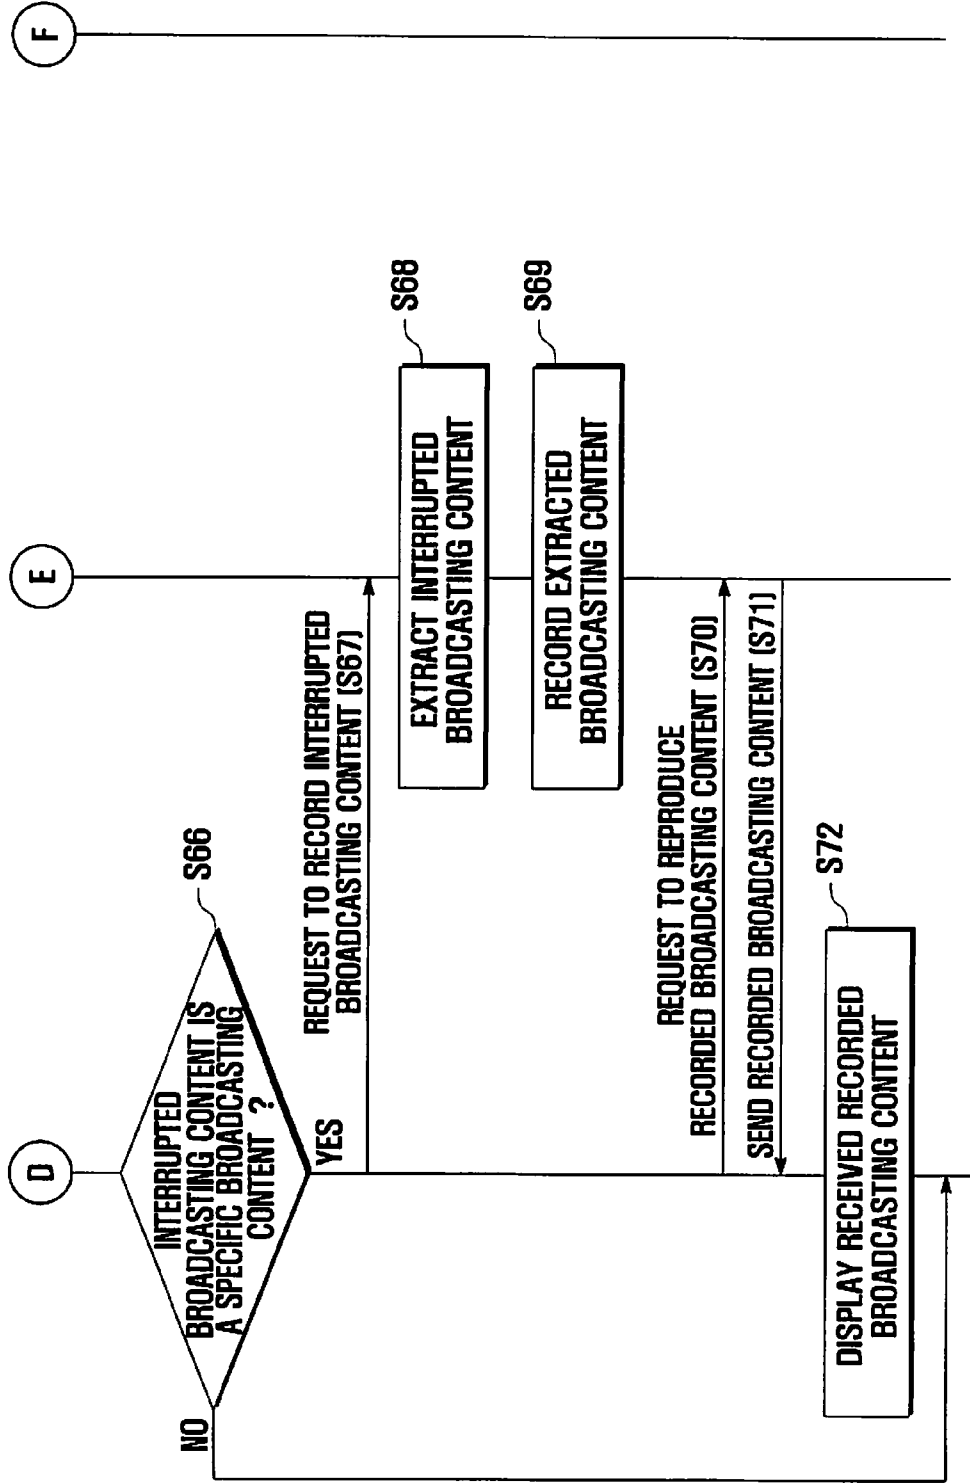 D
E
F
INTERRUPTED
BROADCASTING CONTENT IS
A SPECIFIC BROADCASTING
CONTENT ?
S66
NO
YES
REQUEST TO RECORD INTERRUPTED
BROADCASTING CONTENT (S67)
EXTRACT INTERRUPTED
BROADCASTING CONTENT
S68
RECORD EXTRACTED
BROADCASTING CONTENT
S69
REQUEST TO REPRODUCE
RECORDED BROADCASTING CONTENT (S70)
SEND RECORDED BROADCASTING CONTENT (S71)
DISPLAY RECEIVED RECORDED
BROADCASTING CONTENT
S72